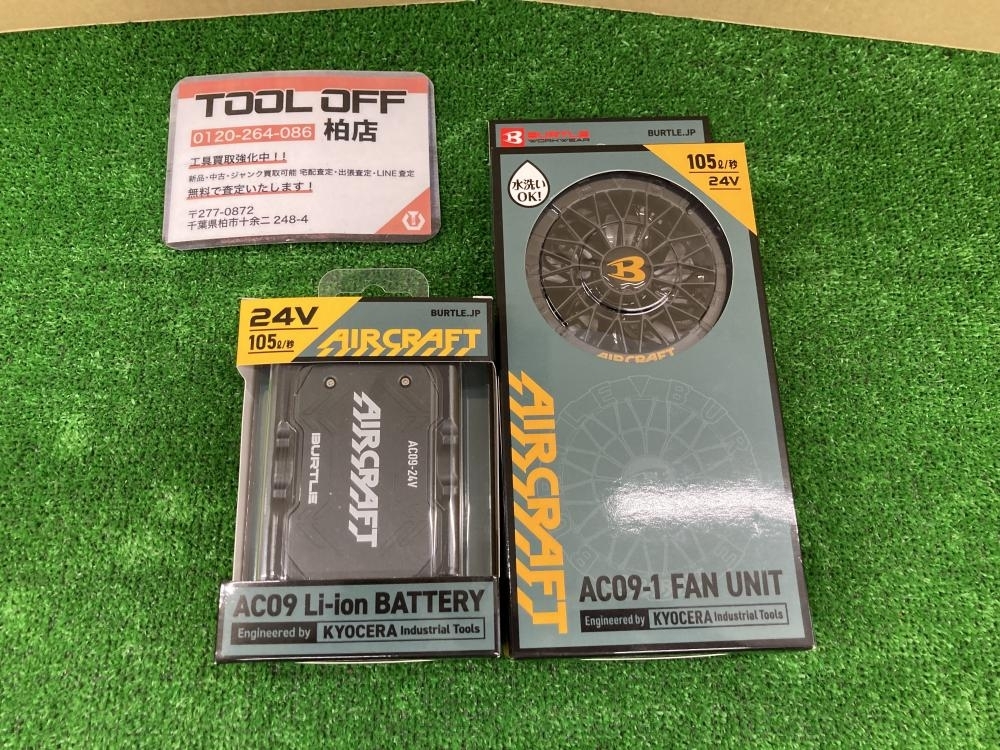 TOOL OFF
0120-264-086 柏店
工具買取強化中！！
新品・中古・ジャンク買取可能 宅配査定・出張査定・LINE査定
無料で査定いたします！
〒277-0872
千葉県柏市十余二 248-4
24V
105ℓ/秒
BURTLE.JP
AIRCRAFT
AIRCRAFT
BURTLE
AC09-24V
AC09 Li-ion BATTERY
Engineered by KYOCERA Industrial Tools
B BURTLE
WORKWEAR
BURTLE.JP
水洗い
OK!
105ℓ/秒
24V
B
AIRCRAFT
AIRCRAFT
AC09-1 FAN UNIT
Engineered by KYOCERA Industrial Tools